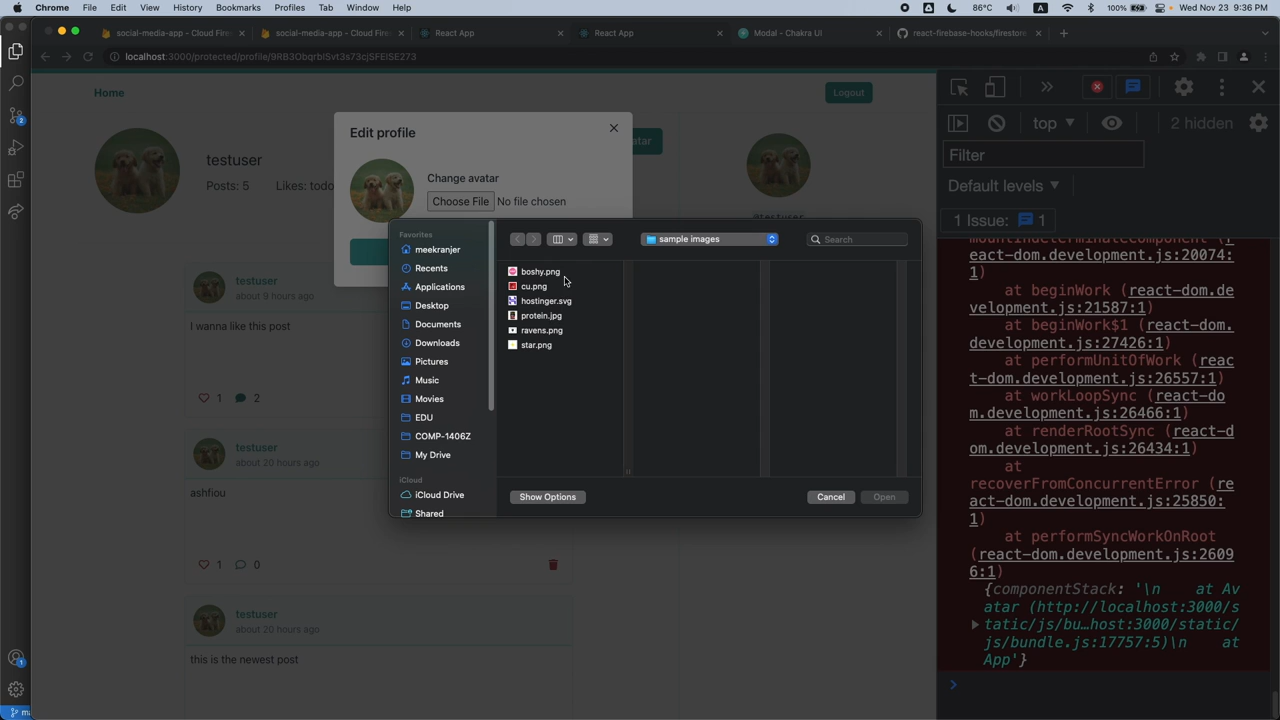 Chrome File Edit View History Bookmarks Profiles Tab Window Help
86°C A 100% Wed Nov 23 9:36 PM
social-media-app - Cloud Fire
social-media-app - Cloud Fire
React App
React App
Modal - Chakra UI
react-firebase-hooks/firestore
localhost:3000/protected/profile/9RB3ObqrblSvt3s73cjSFEISE273
Home
Logout
testuser
Posts: 5 Likes: todo
atar
Edit profile
Change avatar
Choose File No file chosen
@testuser
testuser
about 9 hours ago
I wanna like this post
1 2
testuser
about 20 hours ago
ashfiou
1 0
testuser
about 20 hours ago
this is the newest post
Favorites
meekranjer
Recents
Applications
Desktop
Documents
Downloads
Pictures
Music
Movies
EDU
COMP-1406Z
My Drive
iCloud
iCloud Drive
Shared
sample images
Search
boshy.png
cu.png
hostinger.svg
protein.jpg
ravens.png
star.png
Show Options
Cancel
Open
top
2 hidden
Filter
Default levels
1 Issue: 1
mountIndeterminateComponent (r
eact-dom.development.js:20074:
1)
at beginWork (react-dom.de
velopment.js:21587:1)
at beginWork$1 (react-dom.
development.js:27426:1)
at performUnitOfWork (reac
t-dom.development.js:26557:1)
at workLoopSync (react-do
m.development.js:26466:1)
at renderRootSync (react-d
om.development.js:26434:1)
at
recoverFromConcurrentError (re
act-dom.development.js:25850:
1)
at performSyncWorkOnRoot
(react-dom.development.js:2609
6:1)
{componentStack: '\n at Av
atar (http://localhost:3000/s
tatic/js/bu…host:3000/static/
js/bundle.js:17757:5)\n at
App'}
2
1